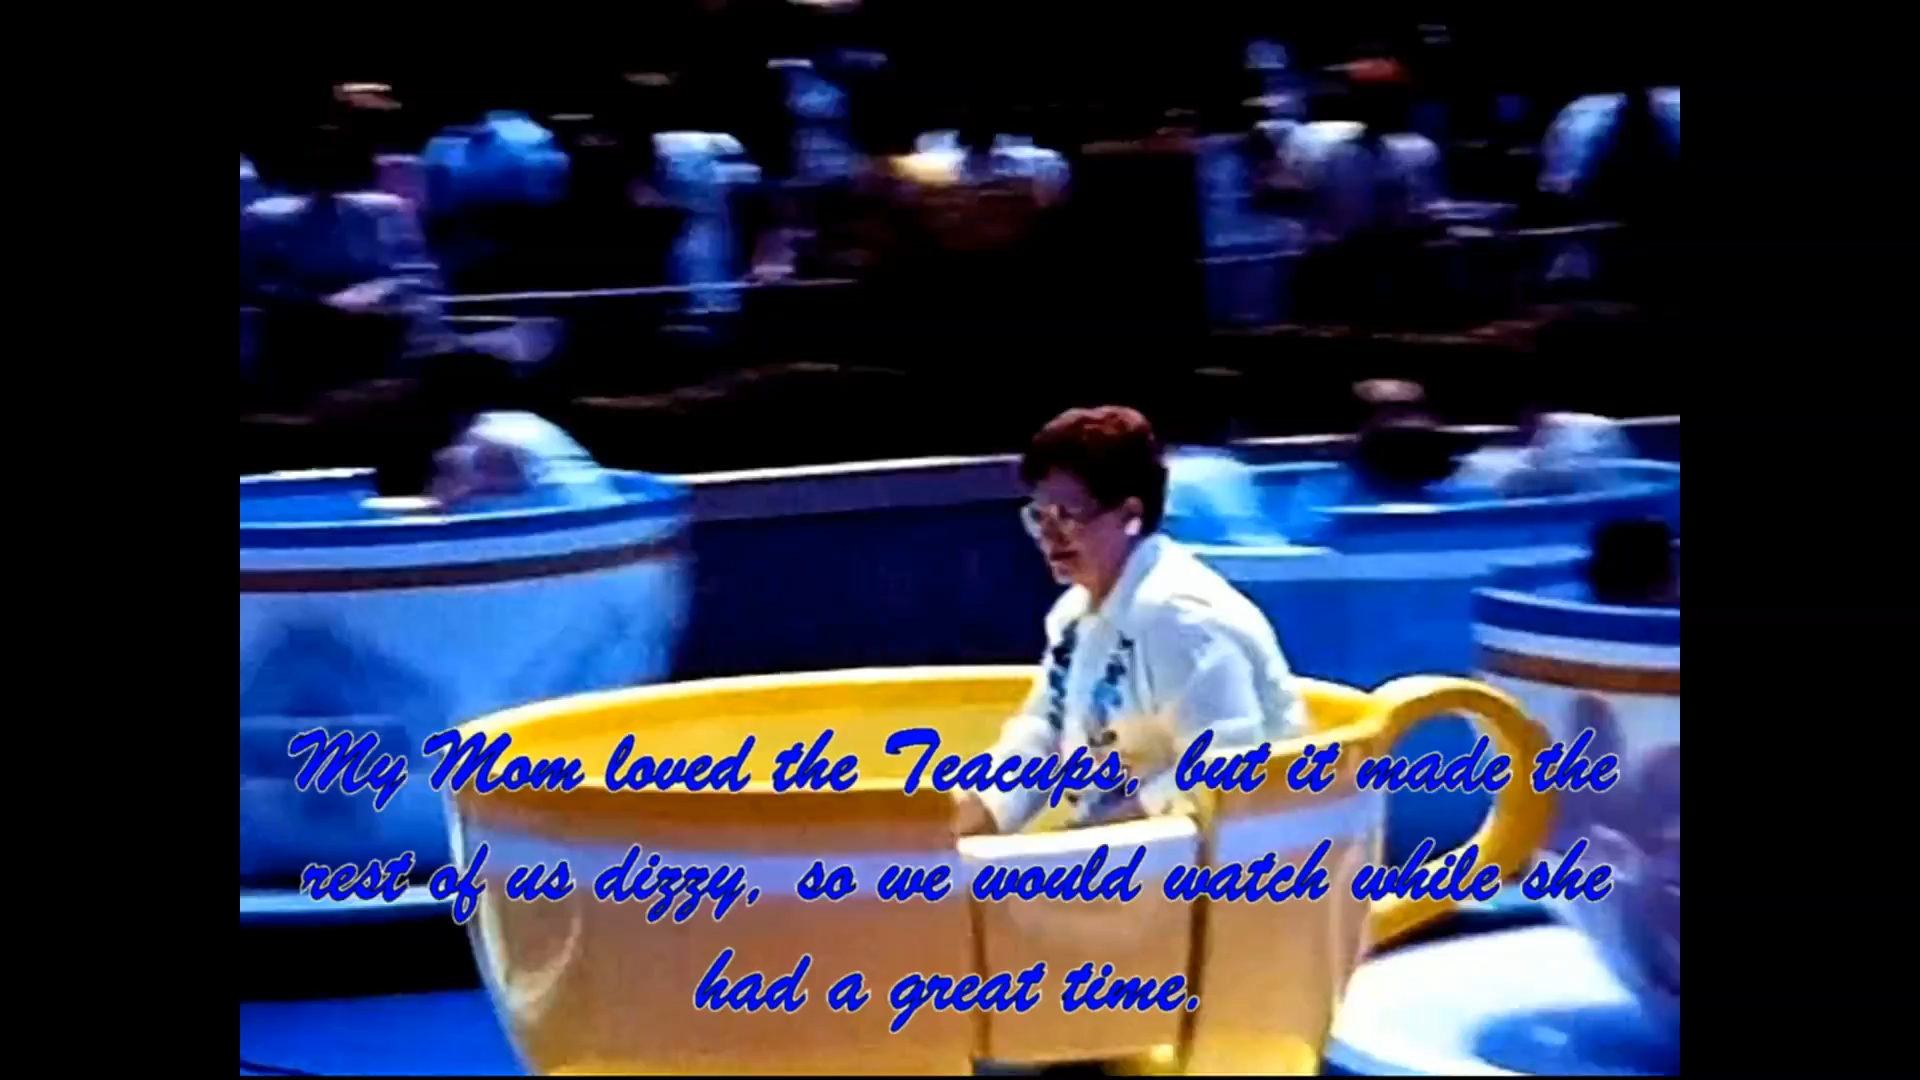 My Mom loved the Teacups, but it made the
rest of us dizzy, so we would watch while she
had a great time.